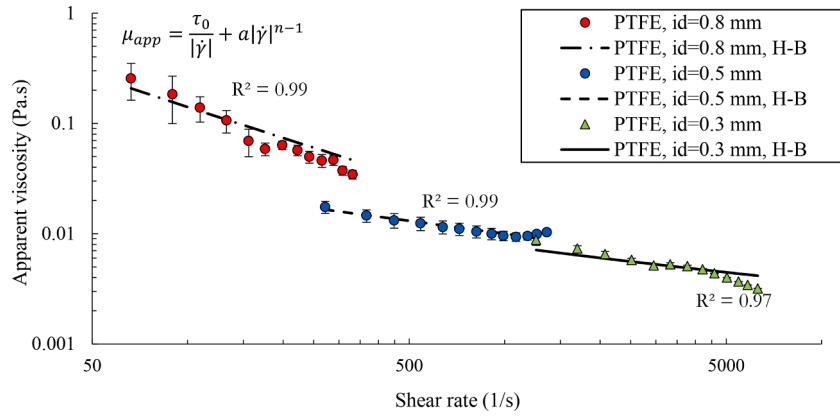 1
0.1
0.01
0.001
Apparent viscosity (Pa.s)
μ_app = τ₀/|γ̇| + a|γ̇|ⁿ⁻¹
R² = 0.99
R² = 0.99
R² = 0.97
PTFE, id=0.8 mm
PTFE, id=0.8 mm, H-B
PTFE, id=0.5 mm
PTFE, id=0.5 mm, H-B
PTFE, id=0.3 mm
PTFE, id=0.3 mm, H-B
50
500
5000
Shear rate (1/s)